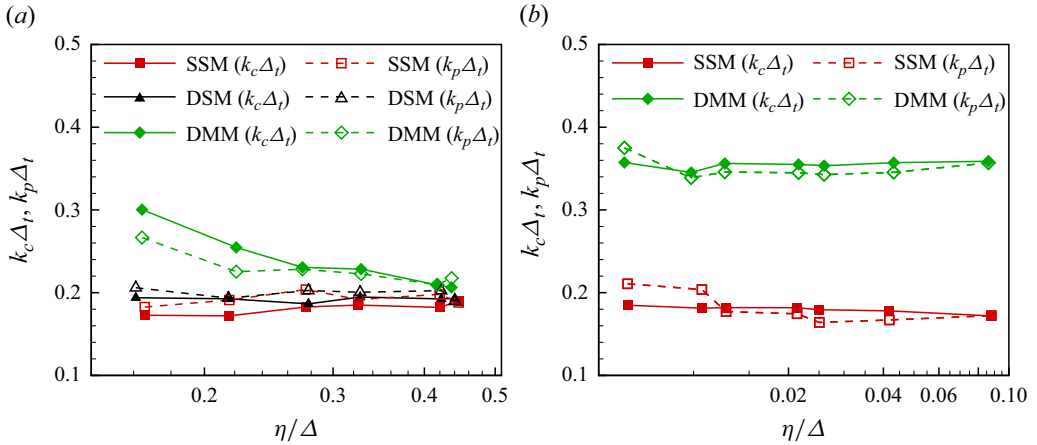 (a)
0.5
0.4
0.3
0.2
0.1
k_cΔ_t, k_pΔ_t
SSM (k_cΔ_t)
SSM (k_pΔ_t)
DSM (k_cΔ_t)
DSM (k_pΔ_t)
DMM (k_cΔ_t)
DMM (k_pΔ_t)
0.2
0.3
0.4
0.5
η/Δ
(b)
0.5
0.4
0.3
0.2
0.1
k_cΔ_t, k_pΔ_t
SSM (k_cΔ_t)
SSM (k_pΔ_t)
DMM (k_cΔ_t)
DMM (k_pΔ_t)
0.02
0.04
0.06
0.10
η/Δ